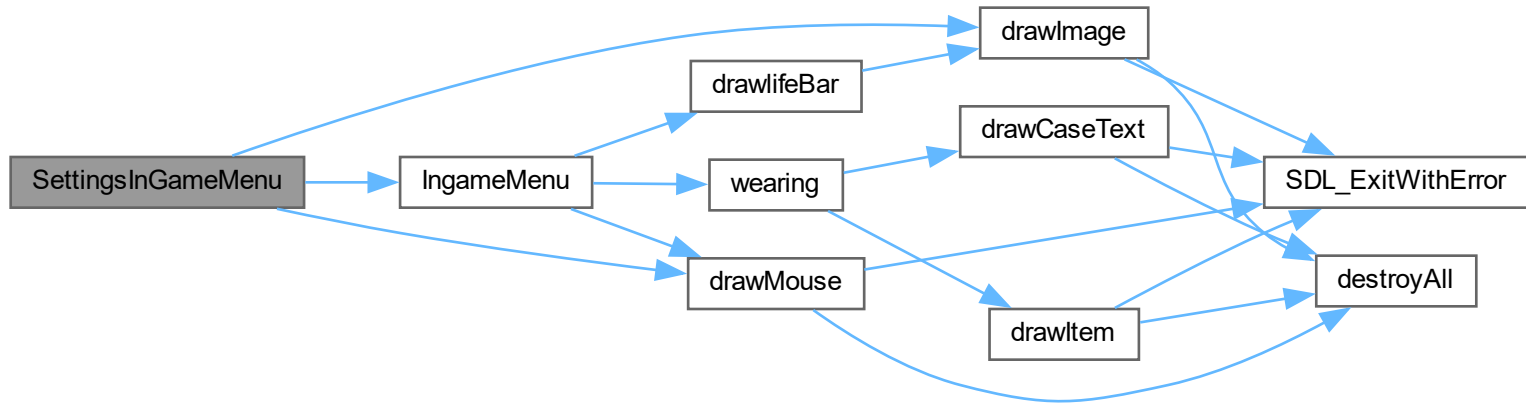 SettingsInGameMenu
IngameMenu
drawlifeBar
wearing
drawMouse
drawImage
drawCaseText
drawItem
SDL_ExitWithError
destroyAll